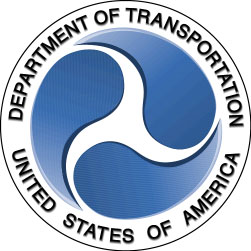 DEPARTMENT OF TRANSPORTATION
UNITED STATES OF AMERICA